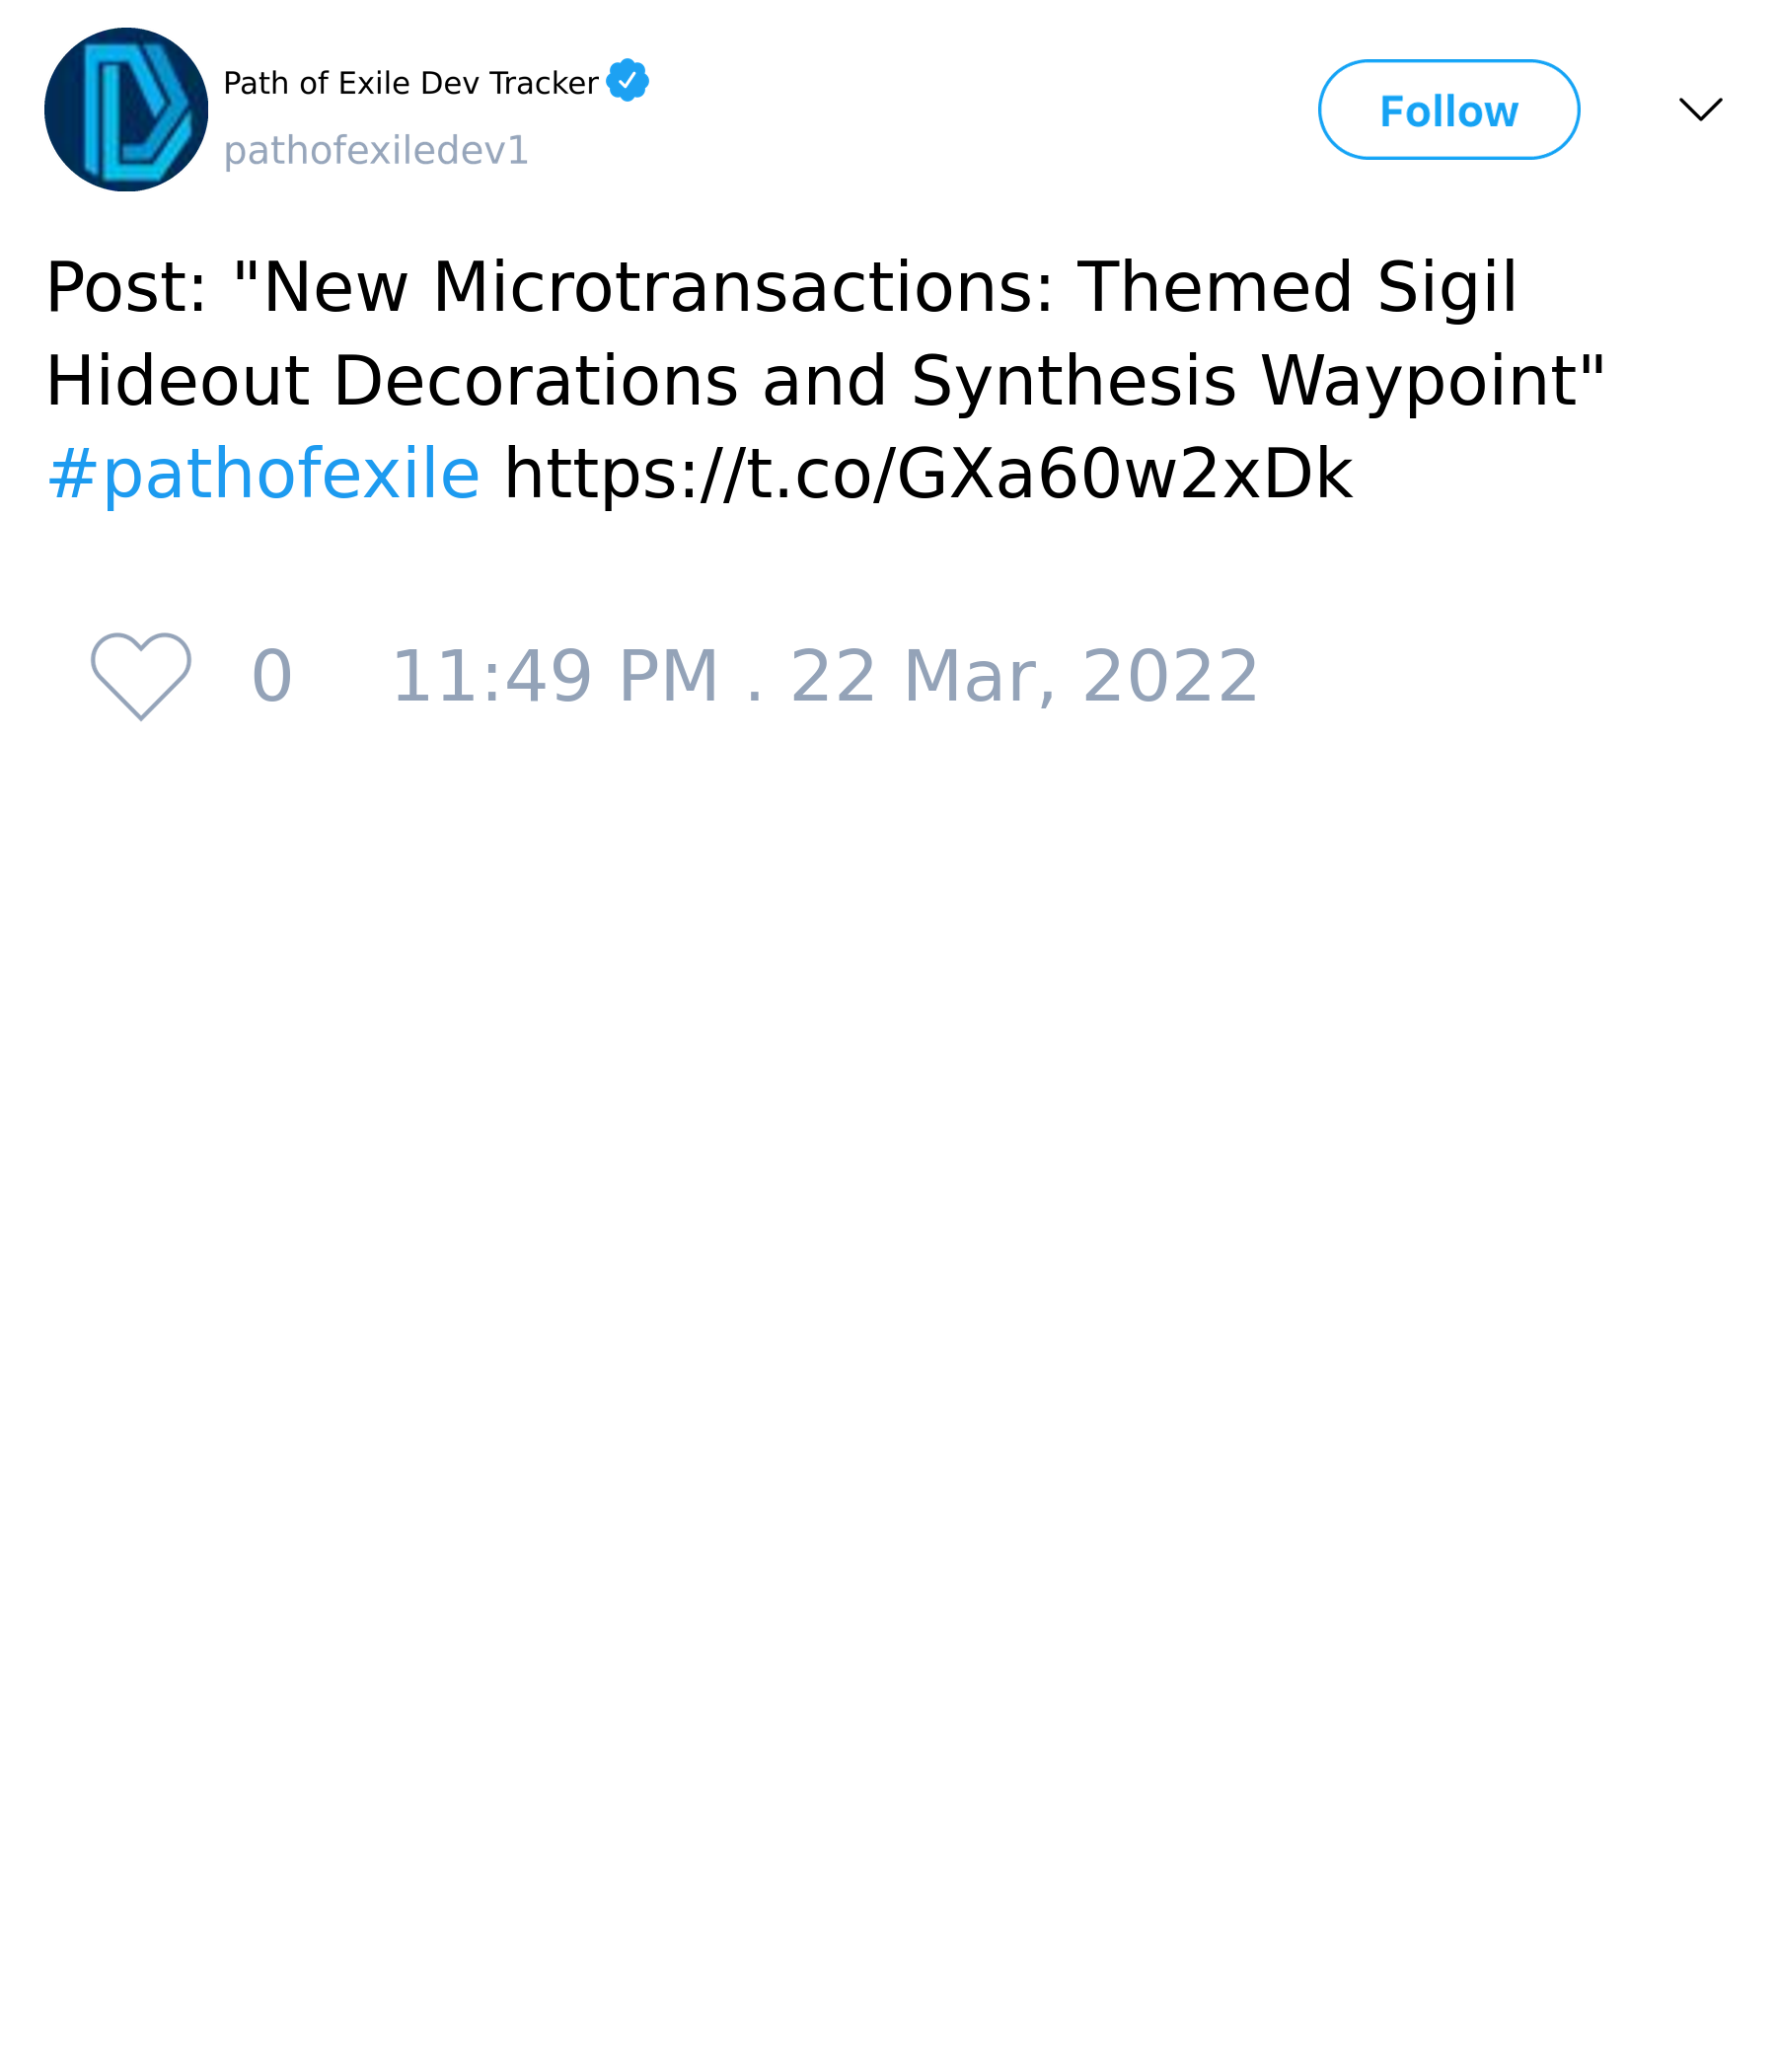 Path of Exile Dev Tracker
pathofexiledev1
Follow
Post: "New Microtransactions: Themed Sigil
Hideout Decorations and Synthesis Waypoint"
#pathofexile https://t.co/GXa60w2xDk
0 11:49 PM . 22 Mar, 2022